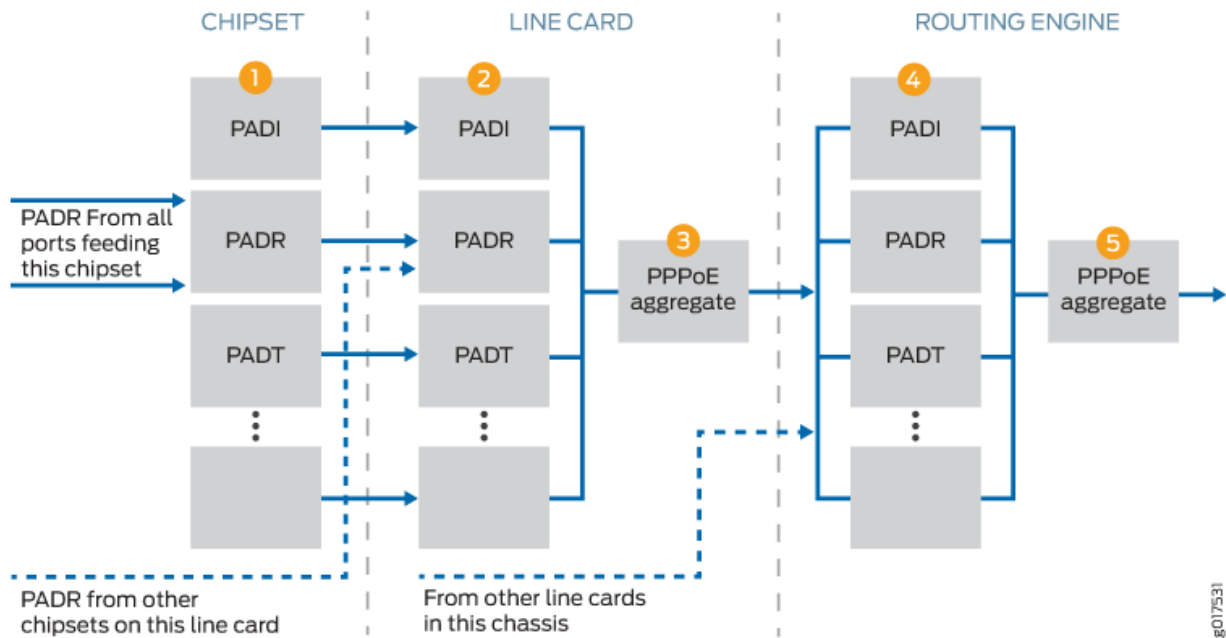 CHIPSET
LINE CARD
ROUTING ENGINE
1
PADI
2
PADI
4
PADI
PADR From all
ports feeding
this chipset
PADR
PADR
3
PPPoE
aggregate
PADR
5
PPPoE
aggregate
PADT
PADT
PADT
PADR from other
chipsets on this line card
From other line cards
in this chassis
g017531